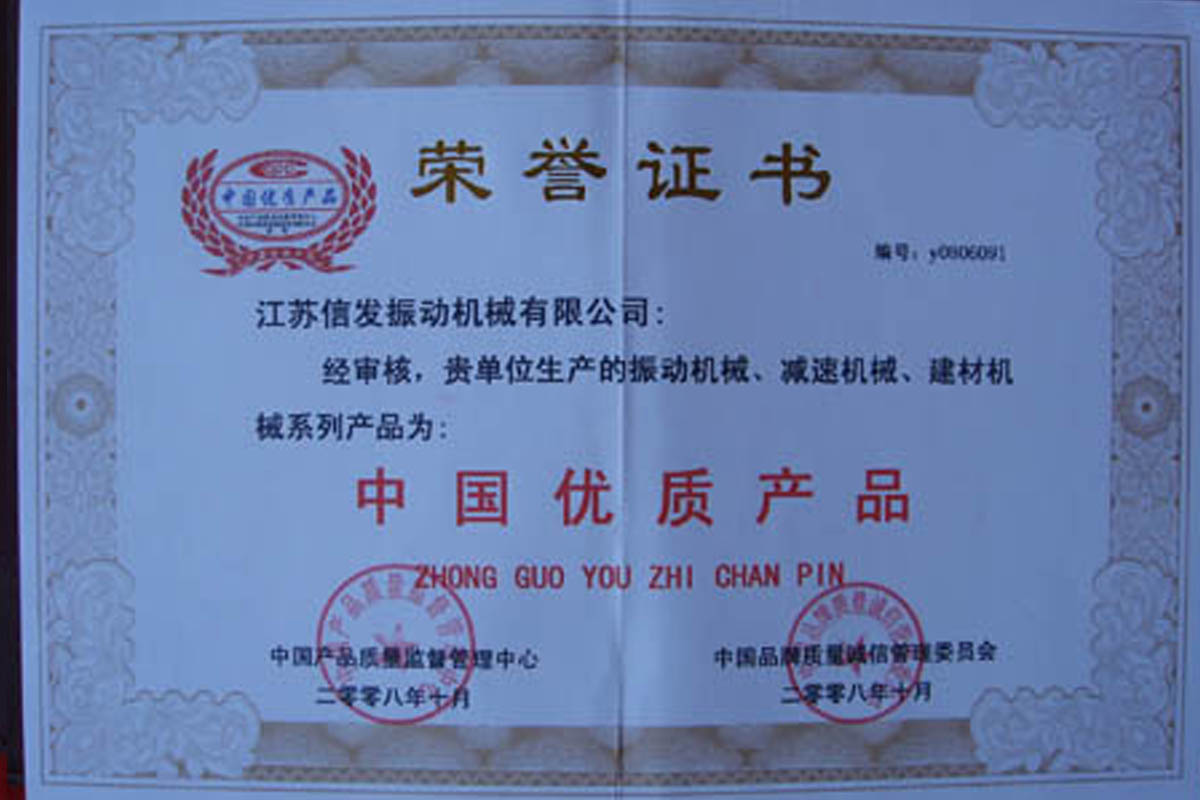 荣誉证书
中国优质产品
编号：y0806091
江苏信发振动机械有限公司：
经审核，贵单位生产的振动机械、减速机械、建材机
械系列产品为：
中国优质产品
ZHONG GUO YOU ZHI CHAN PIN
中国产品质量监督管理中心
二零零八年十月
中国品牌质量诚信管理委员会
二零零八年十月